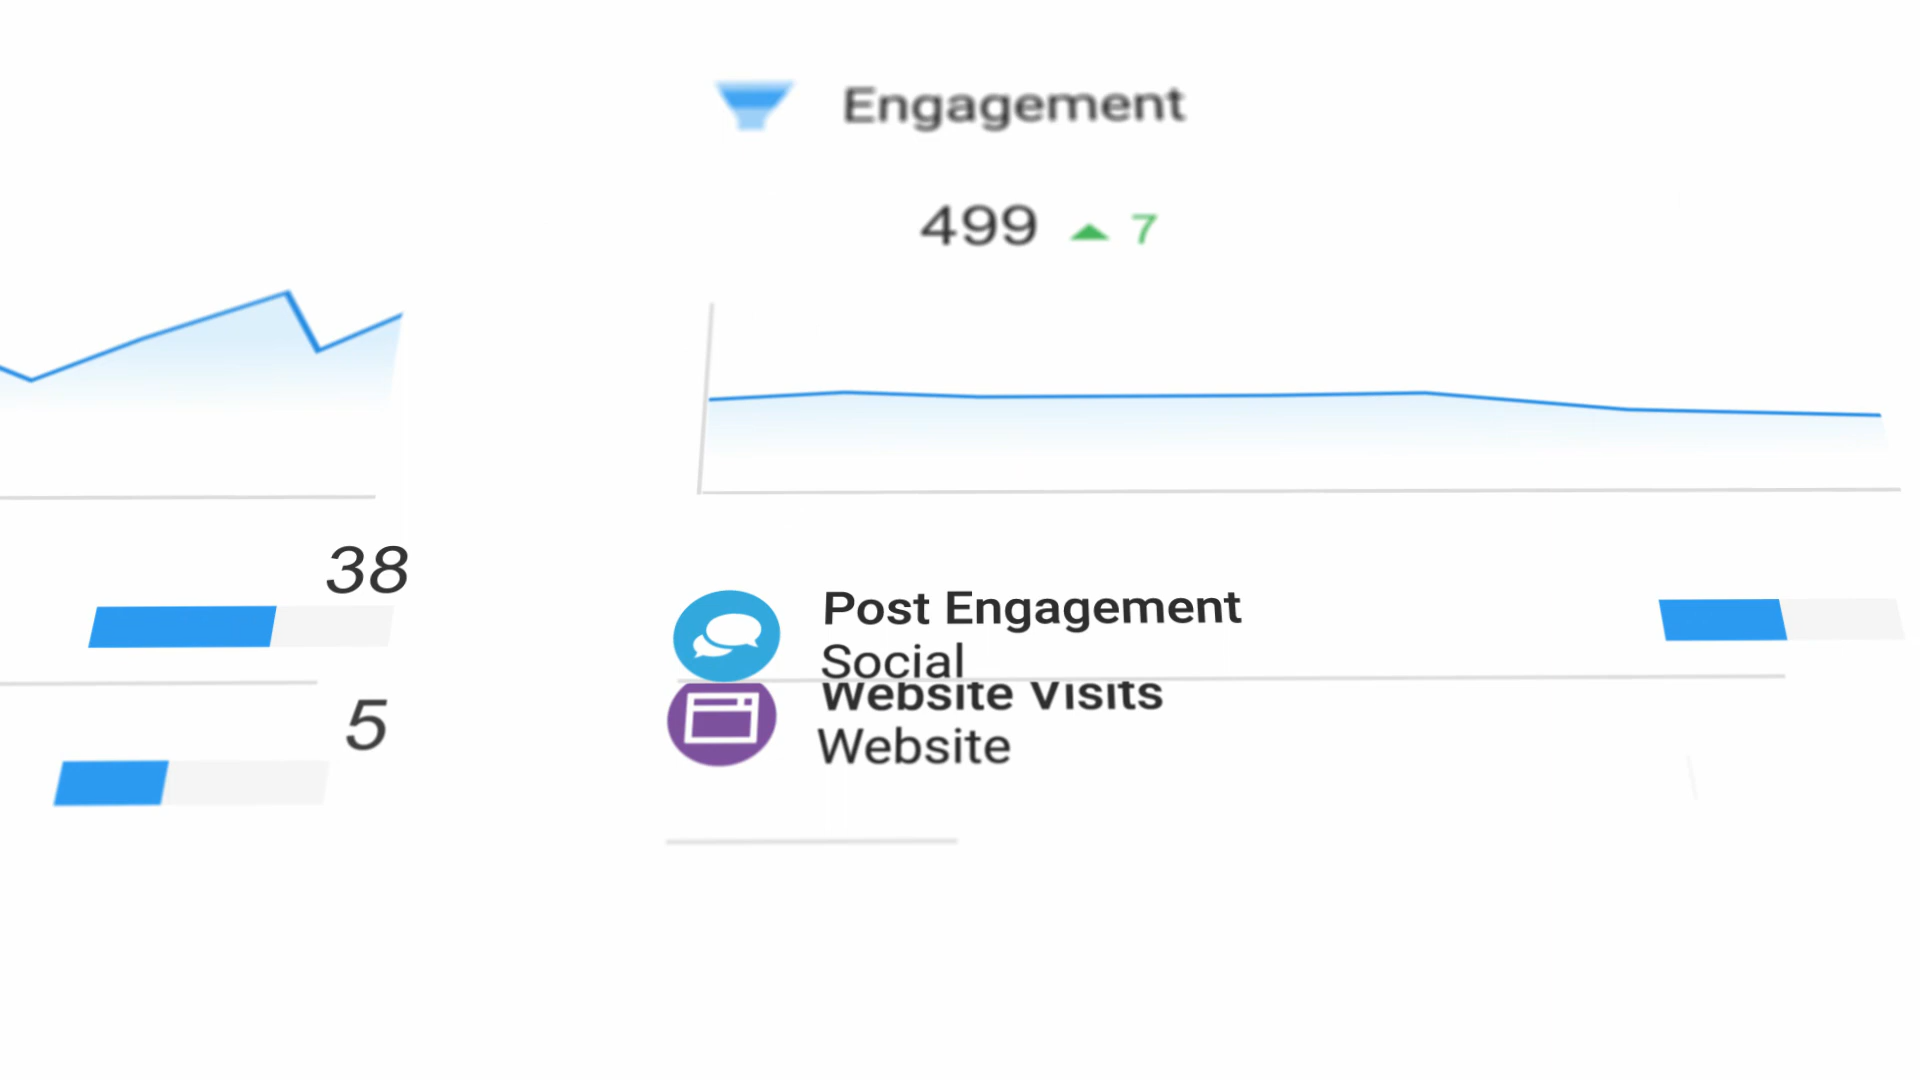 Engagement
499 7
38
5
Post Engagement
Social
Website Visits
Website